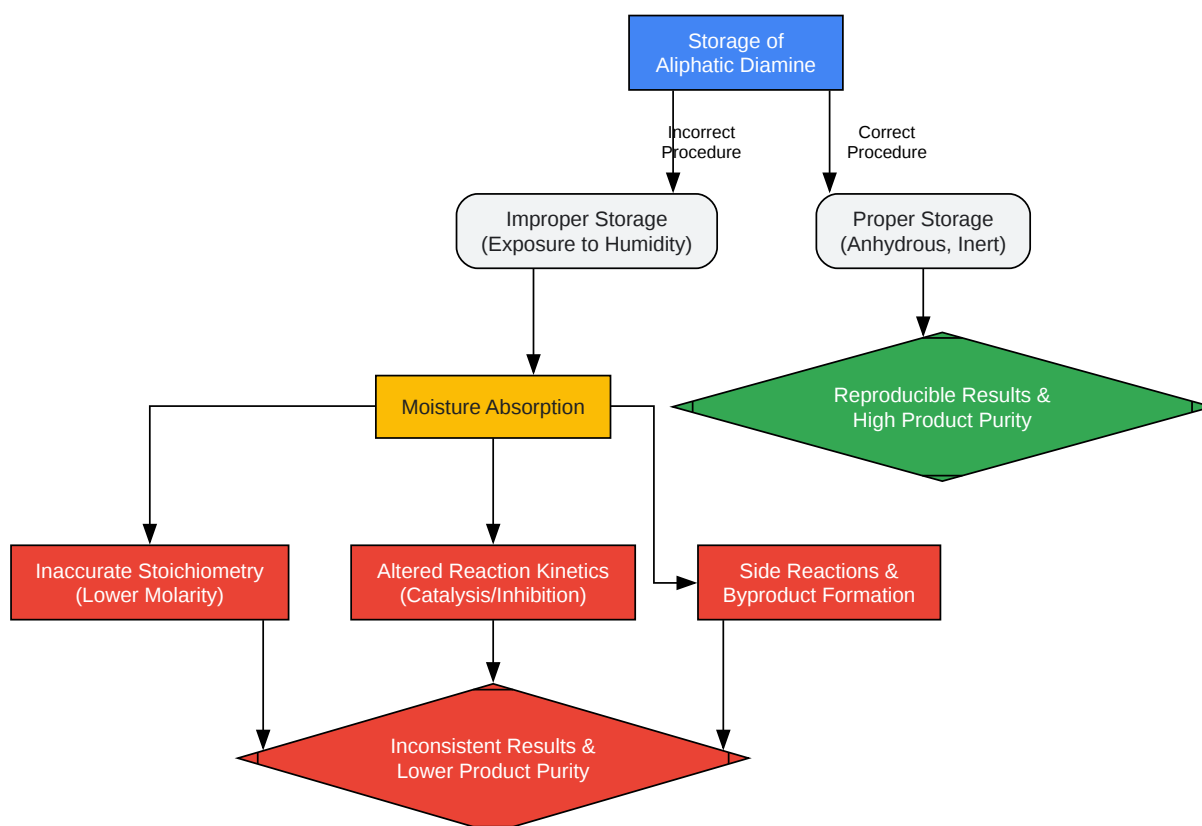 Storage of
Aliphatic Diamine
Incorrect
Procedure
Correct
Procedure
Improper Storage
(Exposure to Humidity)
Proper Storage
(Anhydrous, Inert)
Moisture Absorption
Reproducible Results &
High Product Purity
Inaccurate Stoichiometry
(Lower Molarity)
Altered Reaction Kinetics
(Catalysis/Inhibition)
Side Reactions &
Byproduct Formation
Inconsistent Results &
Lower Product Purity